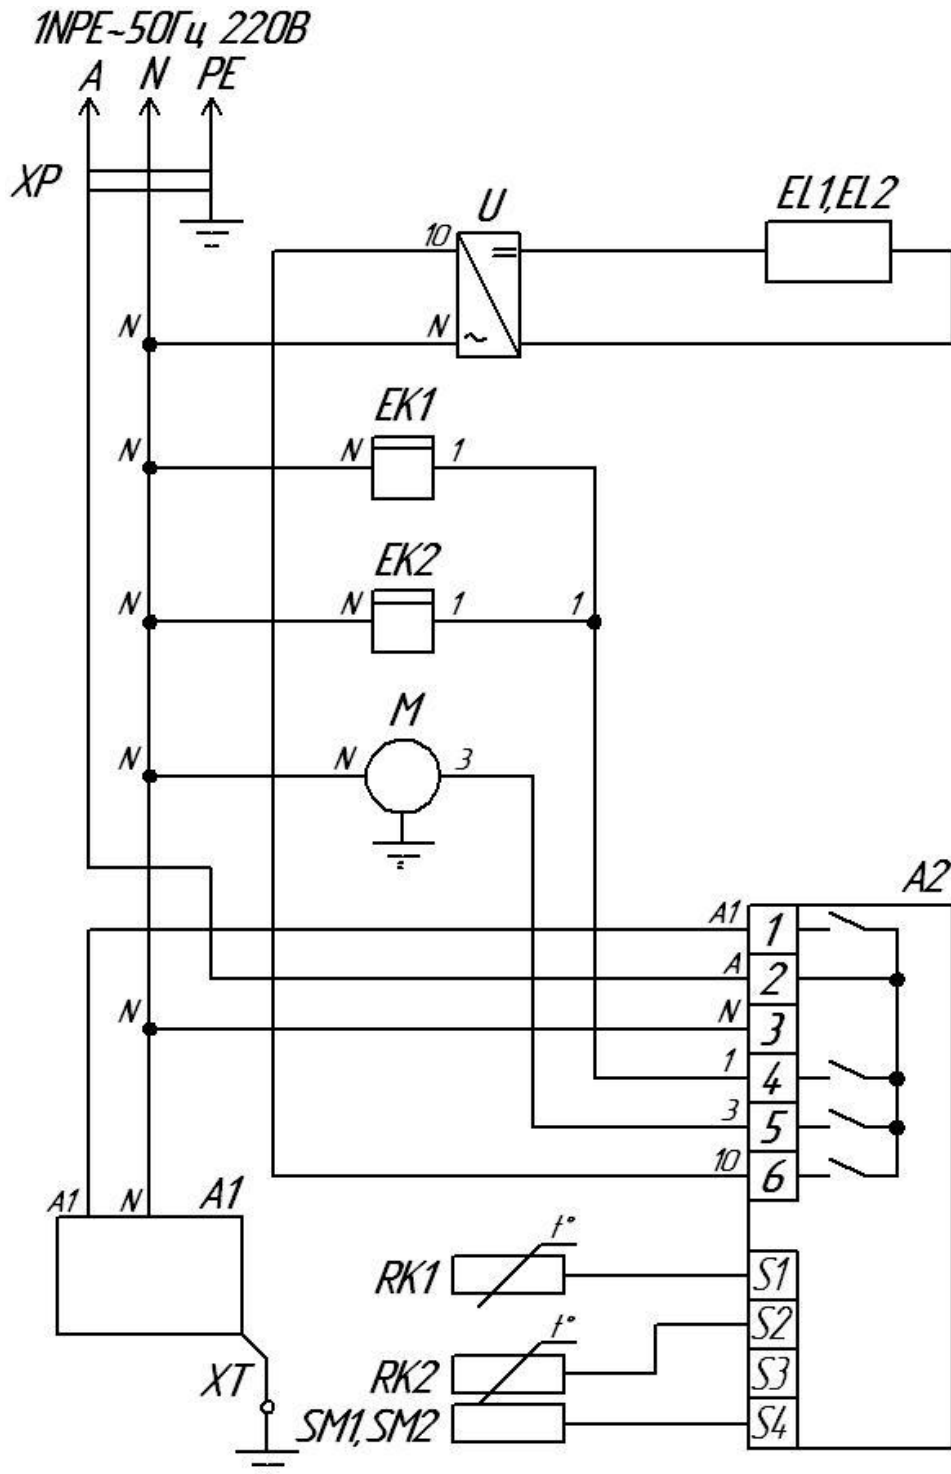 1NPE~50Гц 220В
A N PE
XP
U
EL1,EL2
10
N N
~
EK1
N N 1
EK2
N N 1 1
M
N N 3
A2
A1 1
A 2
N N 3
1 4
3 5
10 6
A1 N A1
t°
RK1 S1
t° S2
XT RK2 S3
SM1,SM2 S4